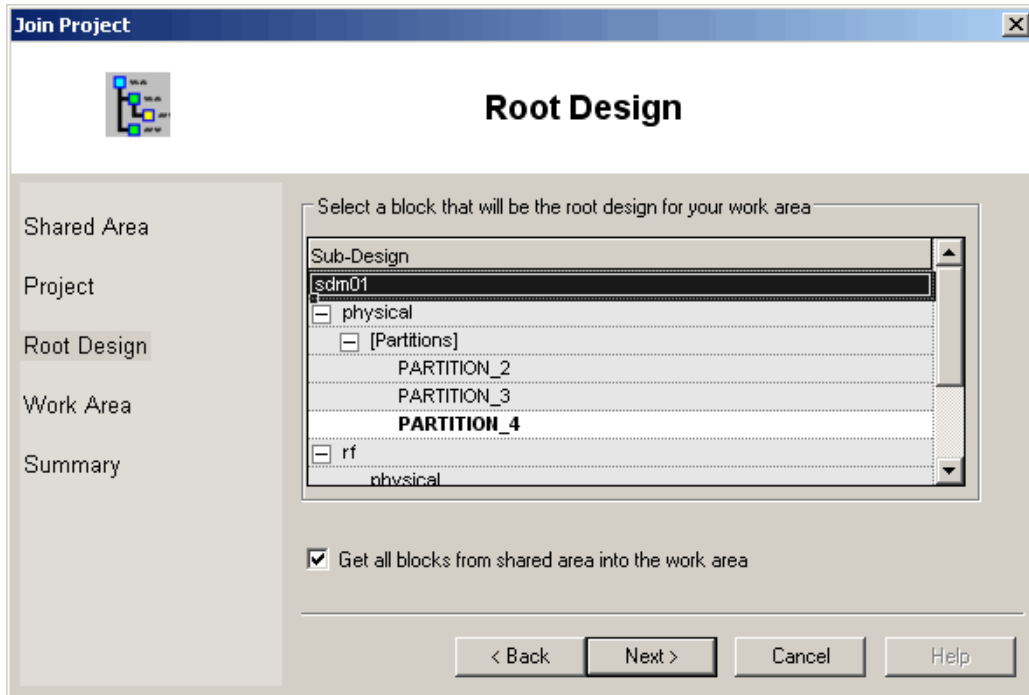 Join Project
Root Design
Shared Area
Project
Root Design
Work Area
Summary
Select a block that will be the root design for your work area
Sub-Design
sdm01
physical
[Partitions]
PARTITION_2
PARTITION_3
PARTITION_4
rf
physical
Get all blocks from shared area into the work area
< Back
Next >
Cancel
Help